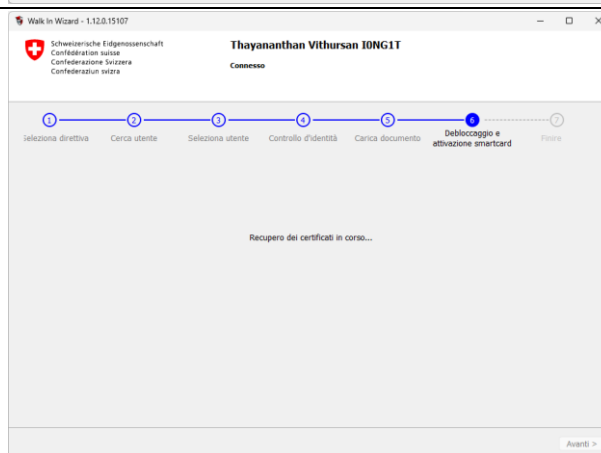 Walk In Wizard - 1.12.0.15107
Schweizerische Eidgenossenschaft
Confédération suisse
Confederazione Svizzera
Confederaziun svizra
Thayananthan Vithursan I0NG1T
Connesso
1 2 3 4 5 6 7
Seleziona direttiva Cerca utente Seleziona utente Controllo d'identità Carica documento Debloccaggio e
attivazione smartcard Finire
Recupero dei certificati in corso...
Avanti >